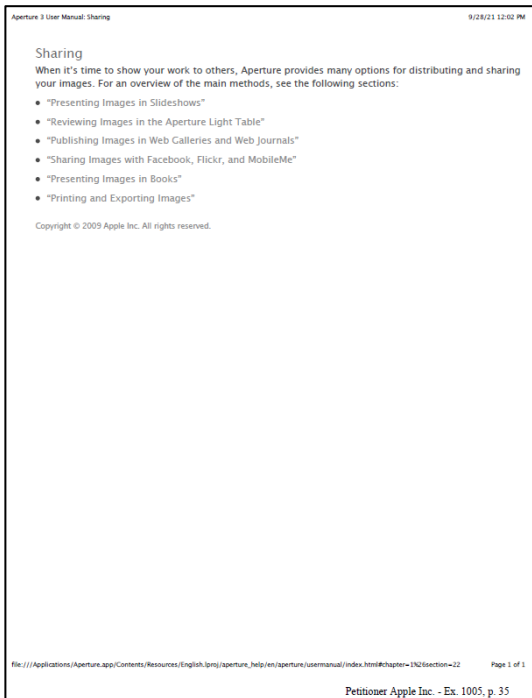 Aperture 3 User Manual: Sharing 9/28/21 12:02 PM
Sharing
When it's time to show your work to others, Aperture provides many options for distributing and sharing
your images. For an overview of the main methods, see the following sections:
• "Presenting Images in Slideshows"
• "Reviewing Images in the Aperture Light Table"
• "Publishing Images in Web Galleries and Web Journals"
• "Sharing Images with Facebook, Flickr, and MobileMe"
• "Presenting Images in Books"
• "Printing and Exporting Images"
Copyright © 2009 Apple Inc. All rights reserved.
file:///Applications/Aperture.app/Contents/Resources/English.lproj/aperture_help/en/aperture/usermanual/index.html#chapter=1%26section=22 Page 1 of 1
Petitioner Apple Inc. - Ex. 1005, p. 35